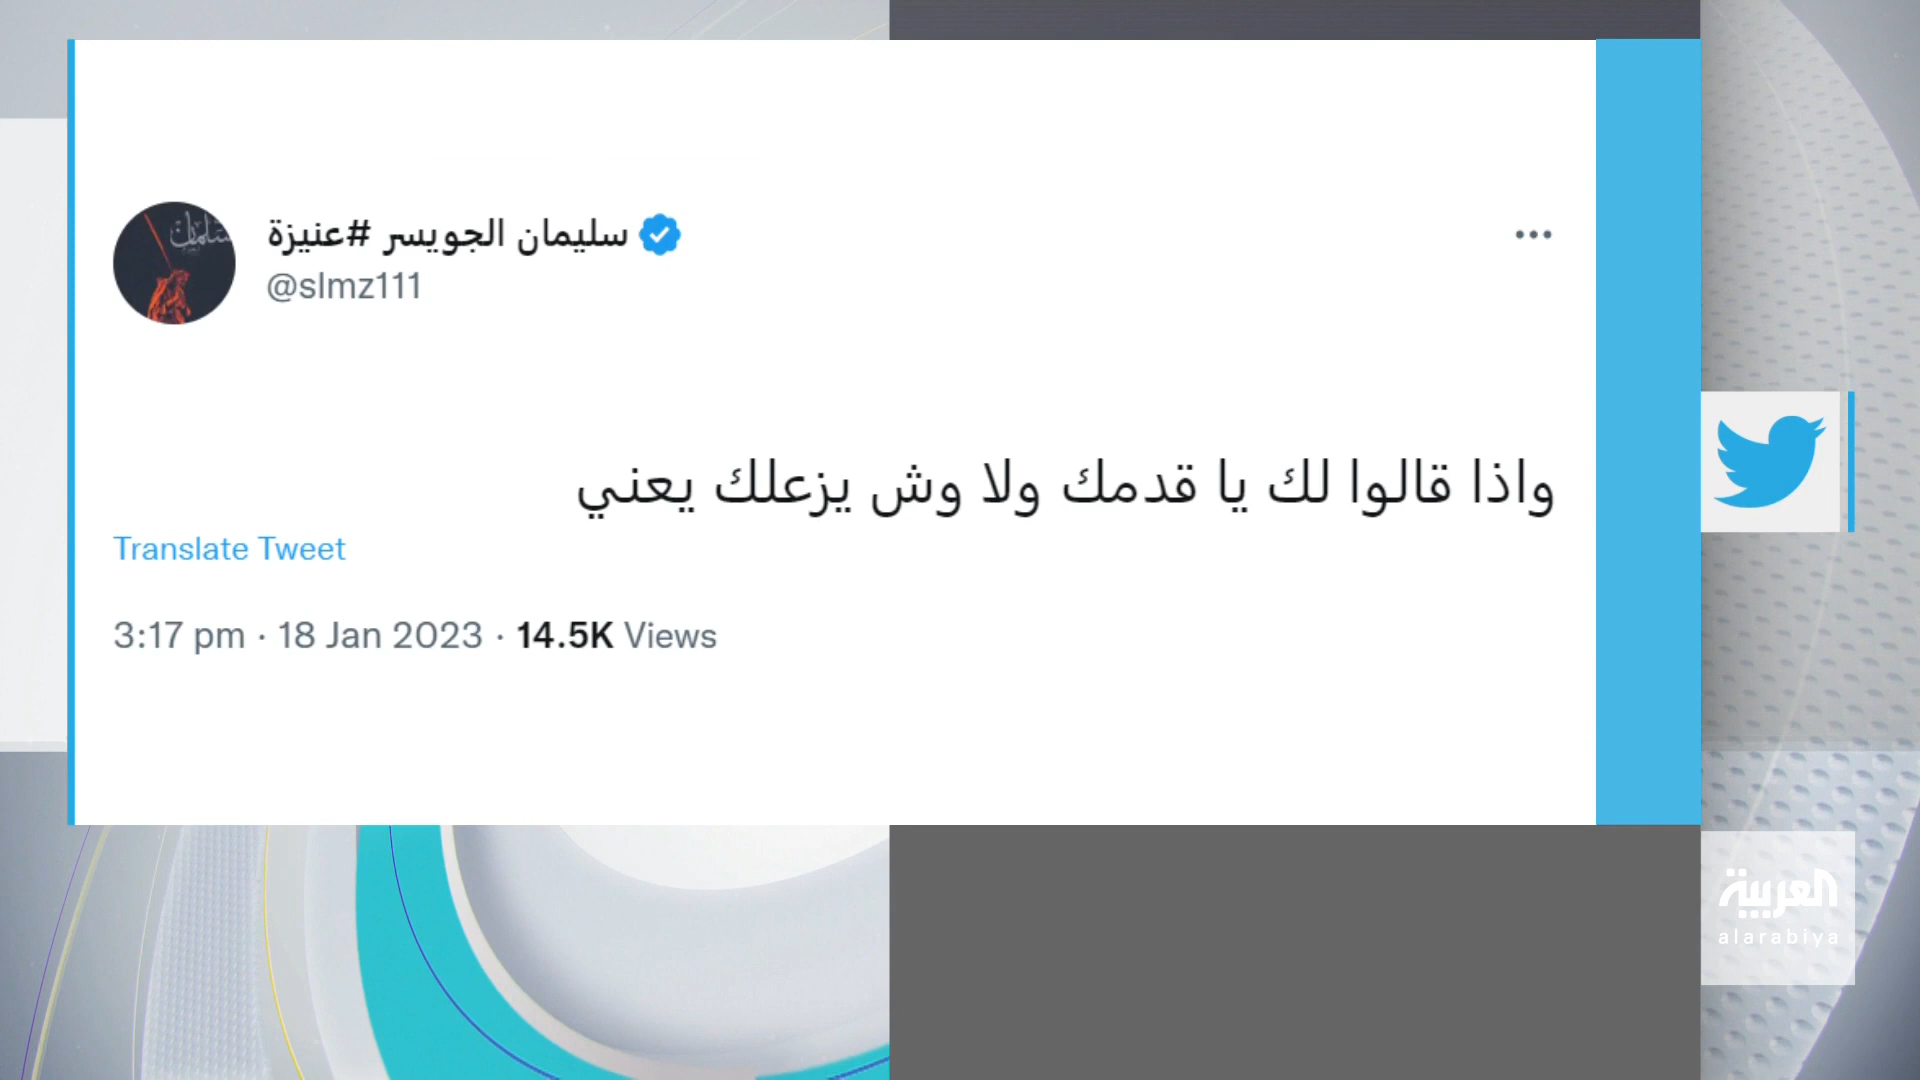 سليمان الجويسر #عنيزة
@slmz111
واذا قالوا لك يا قدمك ولا وش يزعلك يعني
Translate Tweet
3:17 pm · 18 Jan 2023 · 14.5K Views
العربية
alarabiya